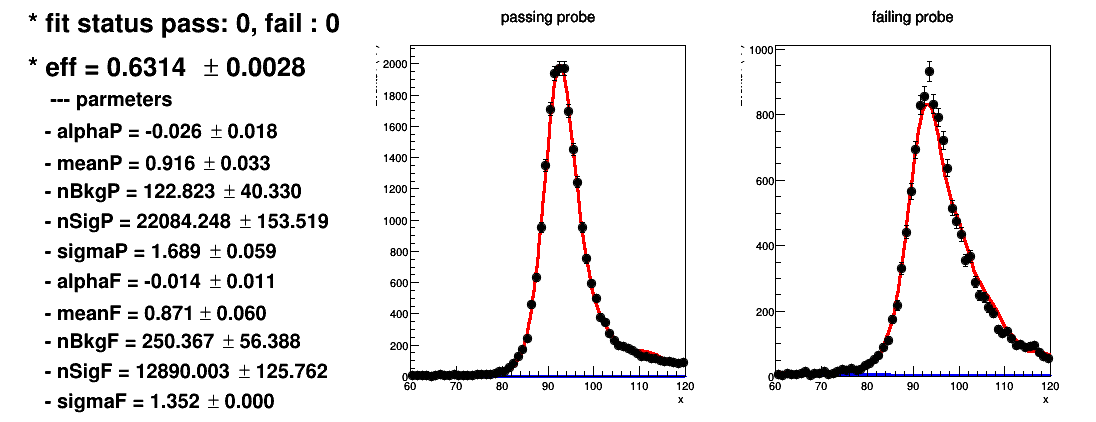 * fit status pass: 0, fail : 0
* eff = 0.6314 ± 0.0028
--- parmeters
- alphaP = -0.026 ± 0.018
- meanP = 0.916 ± 0.033
- nBkgP = 122.823 ± 40.330
- nSigP = 22084.248 ± 153.519
- sigmaP = 1.689 ± 0.059
- alphaF = -0.014 ± 0.011
- meanF = 0.871 ± 0.060
- nBkgF = 250.367 ± 56.388
- nSigF = 12890.003 ± 125.762
- sigmaF = 1.352 ± 0.000
passing probe
2000
1800
1600
1400
1200
1000
800
600
400
200
0
60 70 80 90 100 110 120
x
failing probe
1000
800
600
400
200
0
60 70 80 90 100 110 120
x